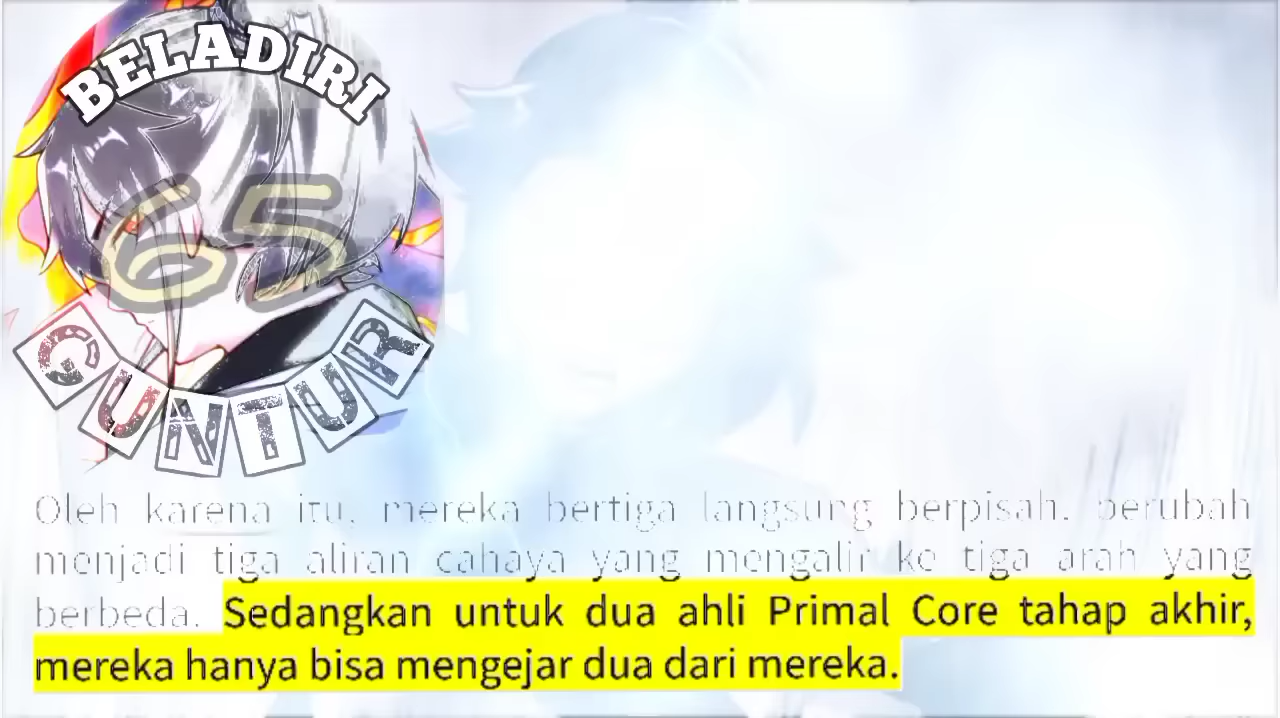 BELADIRI
65
GUNTUR
Oleh karena itu, mereka bertiga langsung berpisah, berubah
menjadi tiga aliran cahaya yang mengalir ke tiga arah yang
berbeda. Sedangkan untuk dua ahli Primal Core tahap akhir,
mereka hanya bisa mengejar dua dari mereka.